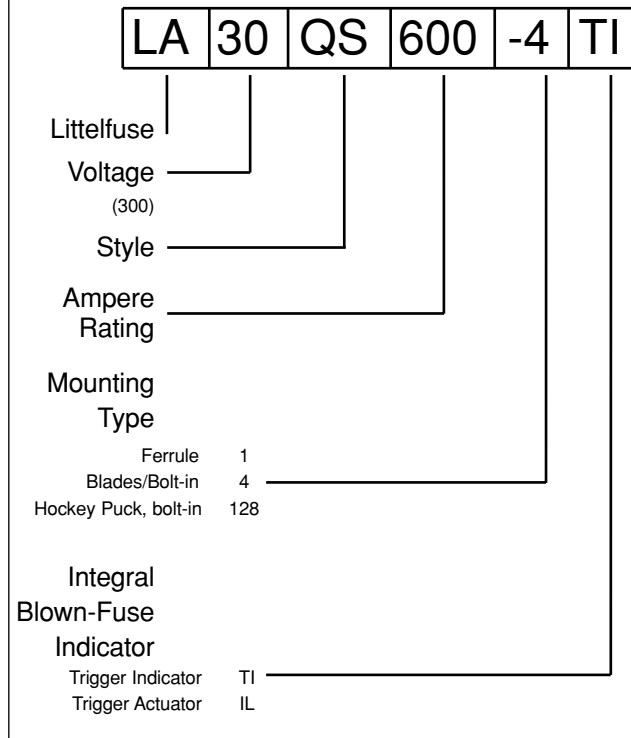 LA 30 QS 600 -4 TI
Littelfuse
Voltage
(300)
Style
Ampere
Rating
Mounting
Type
Ferrule 1
Blades/Bolt-in 4
Hockey Puck, bolt-in 128
Integral
Blown-Fuse
Indicator
Trigger Indicator TI
Trigger Actuator IL